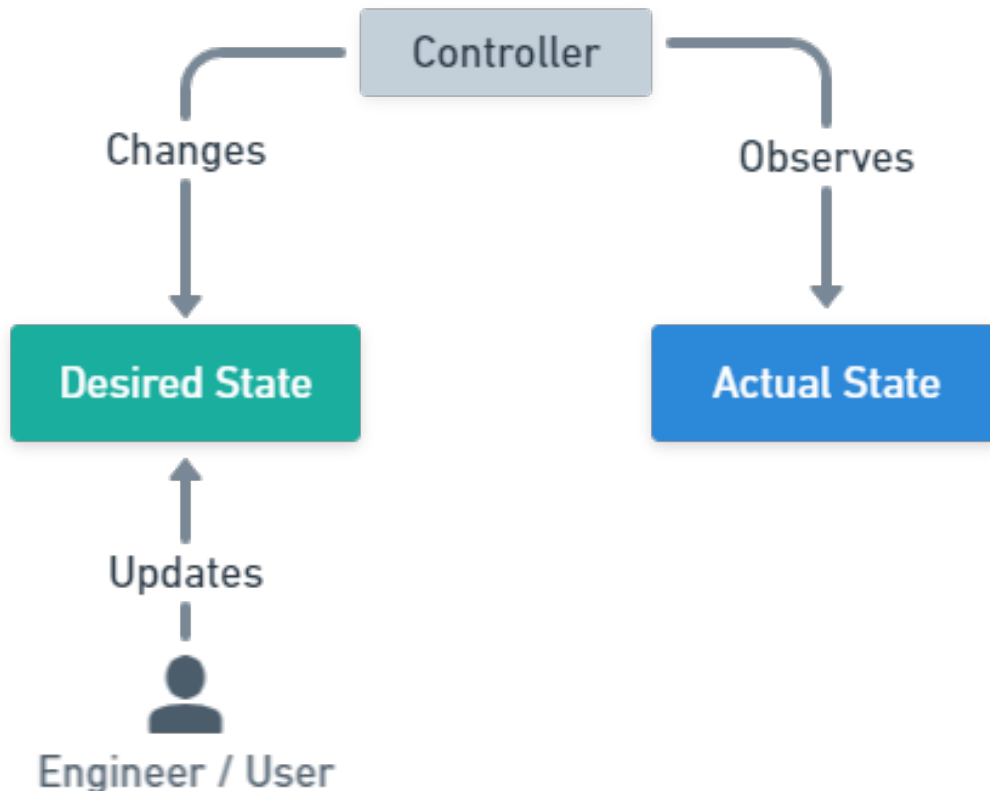 Controller
Changes
Observes
Desired State
Actual State
Updates
Engineer / User